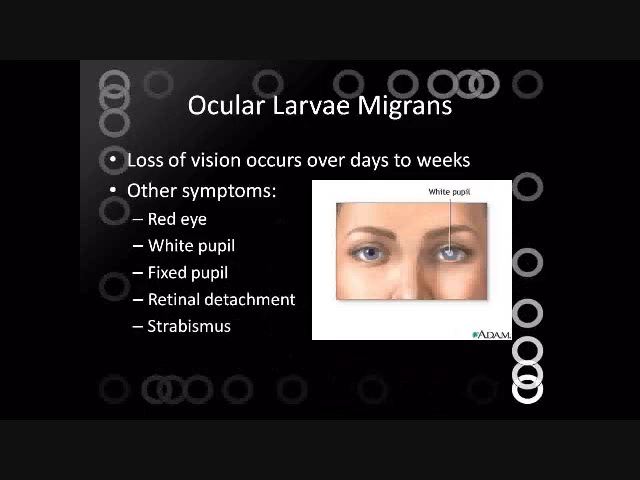 Ocular Larvae Migrans
• Loss of vision occurs over days to weeks
• Other symptoms:
– Red eye
– White pupil
– Fixed pupil
– Retinal detachment
– Strabismus
White pupil
A.D.A.M.